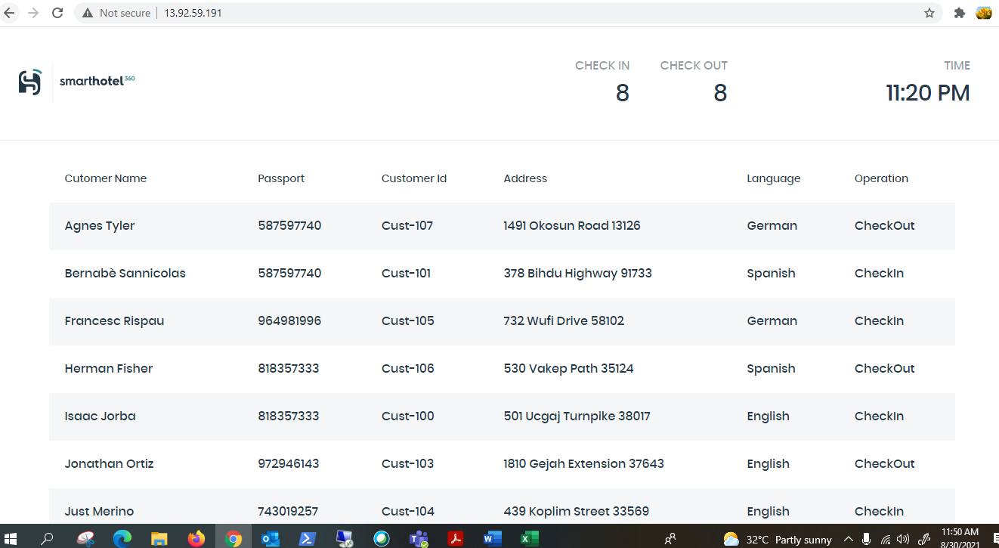 Not secure 13.92.59.191
smarthotel360
CHECK IN CHECK OUT TIME
8 8 11:20 PM
Cutomer Name Passport Customer Id Address Language Operation
Agnes Tyler 587597740 Cust-107 1491 Okosun Road 13126 German CheckOut
Bernabè Sannicolas 587597740 Cust-101 378 Bihdu Highway 91733 Spanish CheckIn
Francesc Rispau 964981996 Cust-105 732 Wufi Drive 58102 German CheckIn
Herman Fisher 818357333 Cust-106 530 Vakep Path 35124 Spanish CheckOut
Isaac Jorba 818357333 Cust-100 501 Ucgaj Turnpike 38017 English CheckIn
Jonathan Ortiz 972946143 Cust-103 1810 Gejah Extension 37643 English CheckOut
Just Merino 743019257 Cust-104 439 Koplim Street 33569 English CheckIn
32°C Partly sunny 11:50 AM
8/30/2021